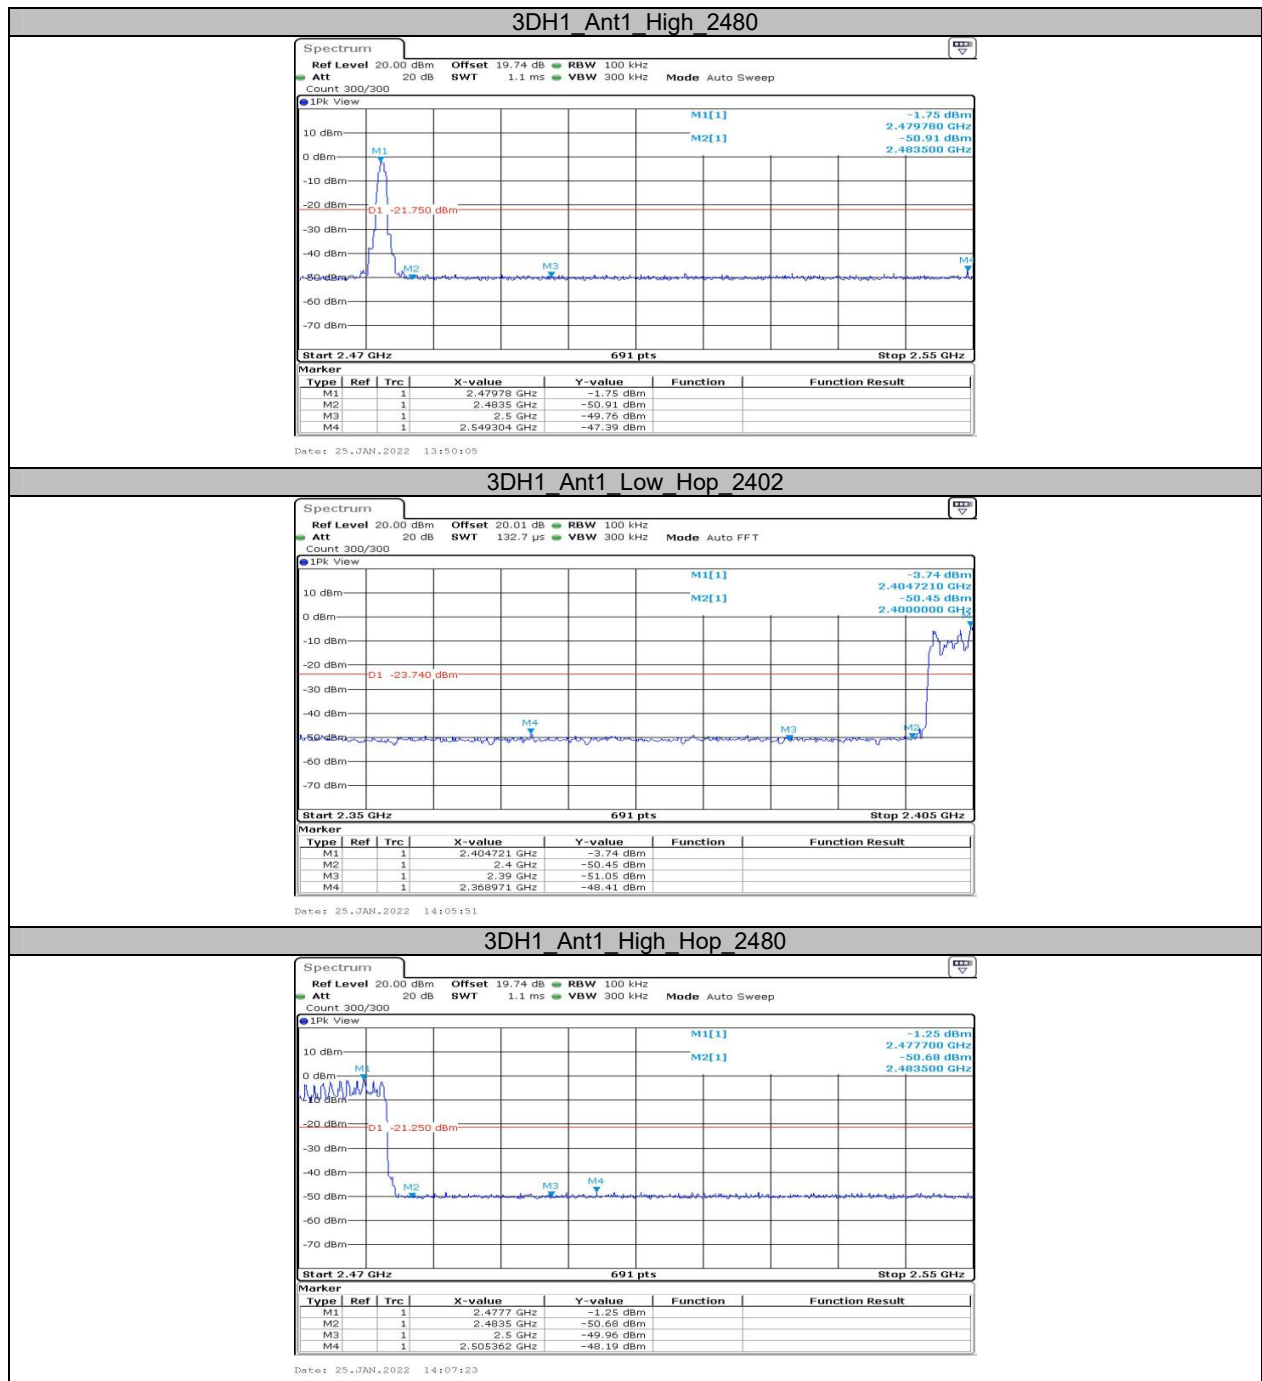 3DH1_Ant1_High_2480
Spectrum
Ref Level 20.00 dBm Offset 19.74 dB RBW 100 kHz
Att 20 dB SWT 1.1 ms VBW 300 kHz Mode Auto Sweep
Count 300/300
1Pk View
M1[1] -1.75 dBm
2.479780 GHz
M2[1] -50.91 dBm
2.483500 GHz
10 dBm
0 dBm
M1
-10 dBm
-20 dBm
D1 -21.750 dBm
-30 dBm
-40 dBm
M2 M3 M4
-50 dBm
-60 dBm
-70 dBm
Start 2.47 GHz 691 pts Stop 2.55 GHz
Marker
Type Ref Trc X-value Y-value Function Function Result
M1 1 2.47978 GHz -1.75 dBm
M2 1 2.4835 GHz -50.91 dBm
M3 1 2.5 GHz -49.76 dBm
M4 1 2.549304 GHz -47.39 dBm
Date: 25.JAN.2022 13:50:05
3DH1_Ant1_Low_Hop_2402
Spectrum
Ref Level 20.00 dBm Offset 20.01 dB RBW 100 kHz
Att 20 dB SWT 132.7 µs VBW 300 kHz Mode Auto FFT
Count 300/300
1Pk View
M1[1] -3.74 dBm
2.4047210 GHz
M2[1] -50.45 dBm
2.4000000 GHz
10 dBm
0 dBm
-10 dBm
-20 dBm
D1 -23.740 dBm
-30 dBm
-40 dBm
M4 M3 M2
-50 dBm
-60 dBm
-70 dBm
Start 2.35 GHz 691 pts Stop 2.405 GHz
Marker
Type Ref Trc X-value Y-value Function Function Result
M1 1 2.404721 GHz -3.74 dBm
M2 1 2.4 GHz -50.45 dBm
M3 1 2.39 GHz -51.05 dBm
M4 1 2.368971 GHz -48.41 dBm
Date: 25.JAN.2022 14:05:51
3DH1_Ant1_High_Hop_2480
Spectrum
Ref Level 20.00 dBm Offset 19.74 dB RBW 100 kHz
Att 20 dB SWT 1.1 ms VBW 300 kHz Mode Auto Sweep
Count 300/300
1Pk View
M1[1] -1.25 dBm
2.477700 GHz
M2[1] -50.68 dBm
2.483500 GHz
10 dBm
M1
0 dBm
-10 dBm
-20 dBm
D1 -21.250 dBm
-30 dBm
-40 dBm
M2 M3 M4
-50 dBm
-60 dBm
-70 dBm
Start 2.47 GHz 691 pts Stop 2.55 GHz
Marker
Type Ref Trc X-value Y-value Function Function Result
M1 1 2.4777 GHz -1.25 dBm
M2 1 2.4835 GHz -50.68 dBm
M3 1 2.5 GHz -49.96 dBm
M4 1 2.505362 GHz -48.19 dBm
Date: 25.JAN.2022 14:07:23